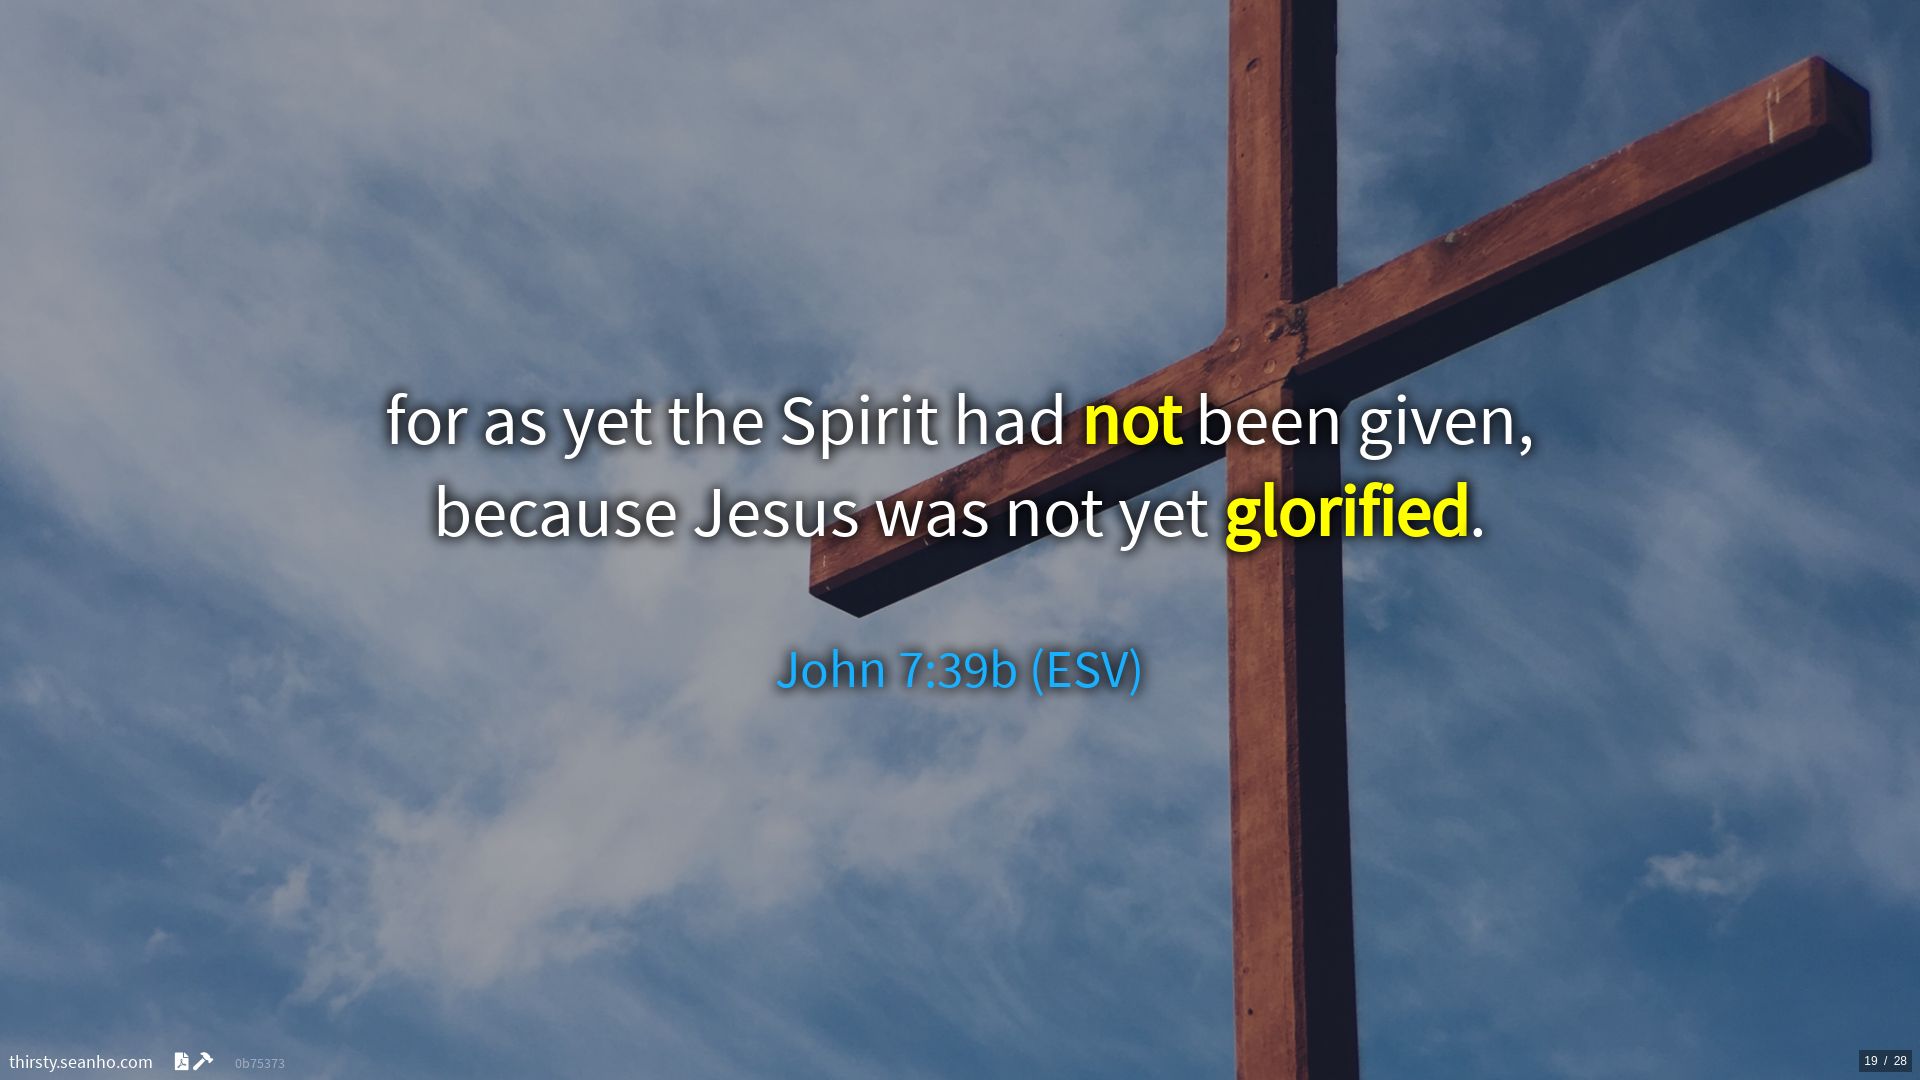 for as yet the Spirit had not been given,
because Jesus was not yet glorified.
John 7:39b (ESV)
thirsty.seanho.com
0b75373
19 / 28